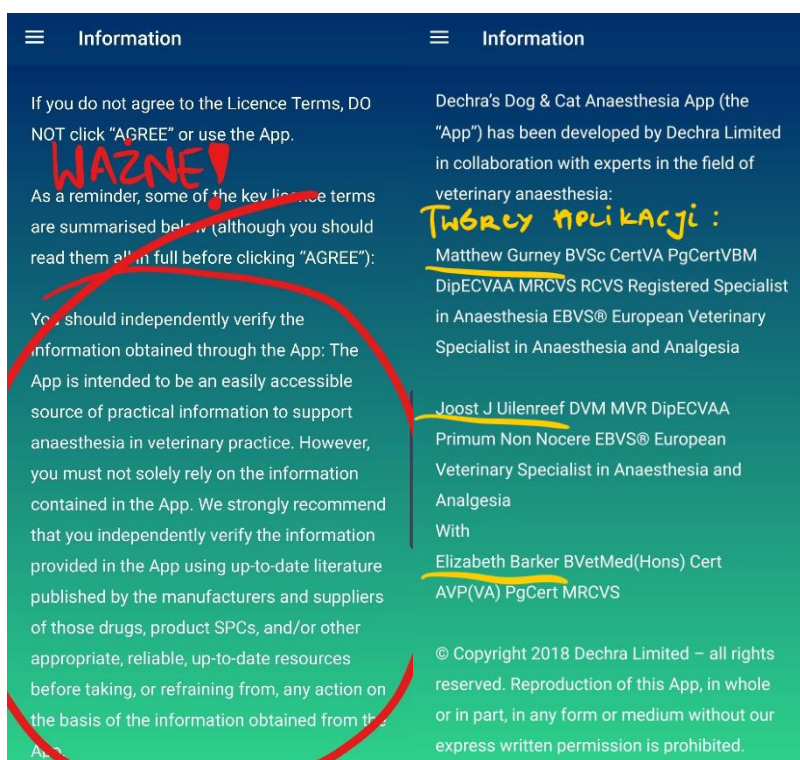 Information
If you do not agree to the Licence Terms, DO
NOT click “AGREE” or use the App.
WAŻNE!
As a reminder, some of the key licence terms
are summarised below (although you should
read them all in full before clicking “AGREE”):
You should independently verify the
information obtained through the App: The
App is intended to be an easily accessible
source of practical information to support
anaesthesia in veterinary practice. However,
you must not solely rely on the information
contained in the App. We strongly recommend
that you independently verify the information
provided in the App using up-to-date literature
published by the manufacturers and suppliers
of those drugs, product SPCs, and/or other
appropriate, reliable, up-to-date resources
before taking, or refraining from, any action on
the basis of the information obtained from the
App.
Information
Dechra’s Dog & Cat Anaesthesia App (the
“App”) has been developed by Dechra Limited
in collaboration with experts in the field of
veterinary anaesthesia:
TWÓRCY APLIKACJI :
Matthew Gurney BVSc CertVA PgCertVBM
DipECVAA MRCVS RCVS Registered Specialist
in Anaesthesia EBVS® European Veterinary
Specialist in Anaesthesia and Analgesia
Joost J Uilenreef DVM MVR DipECVAA
Primum Non Nocere EBVS® European
Veterinary Specialist in Anaesthesia and
Analgesia
With
Elizabeth Barker BVetMed(Hons) Cert
AVP(VA) PgCert MRCVS
© Copyright 2018 Dechra Limited – all rights
reserved. Reproduction of this App, in whole
or in part, in any form or medium without our
express written permission is prohibited.